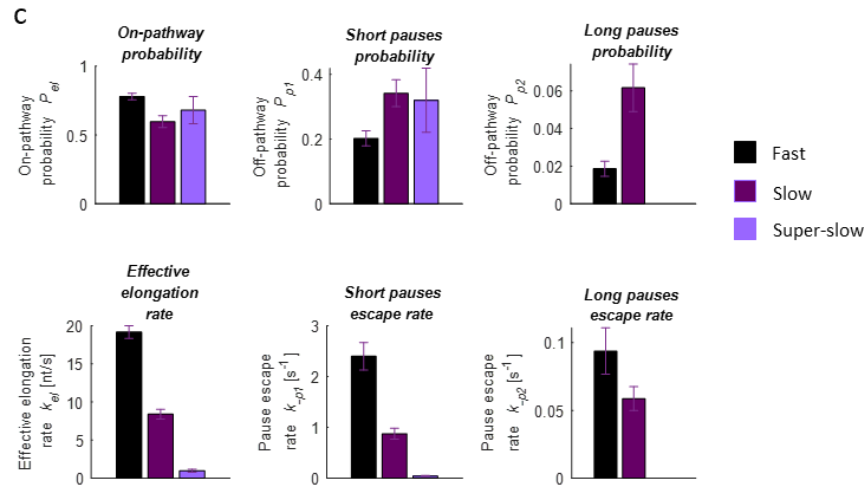 C
On-pathway
probability
On-pathway
probability P_el
1
0.5
0
Short pauses
probability
Off-pathway
probability P_p1
0.4
0.2
0
Long pauses
probability
Off-pathway
probability P_p2
0.06
0.04
0.02
0
Fast
Slow
Super-slow
Effective
elongation
rate
Effective elongation
rate k_el [nt/s]
20
15
10
5
0
Short pauses
escape rate
Pause escape
rate k_-p1 [s^-1]
3
2
1
0
Long pauses
escape rate
Pause escape
rate k_-p2 [s^-1]
0.1
0.05
0